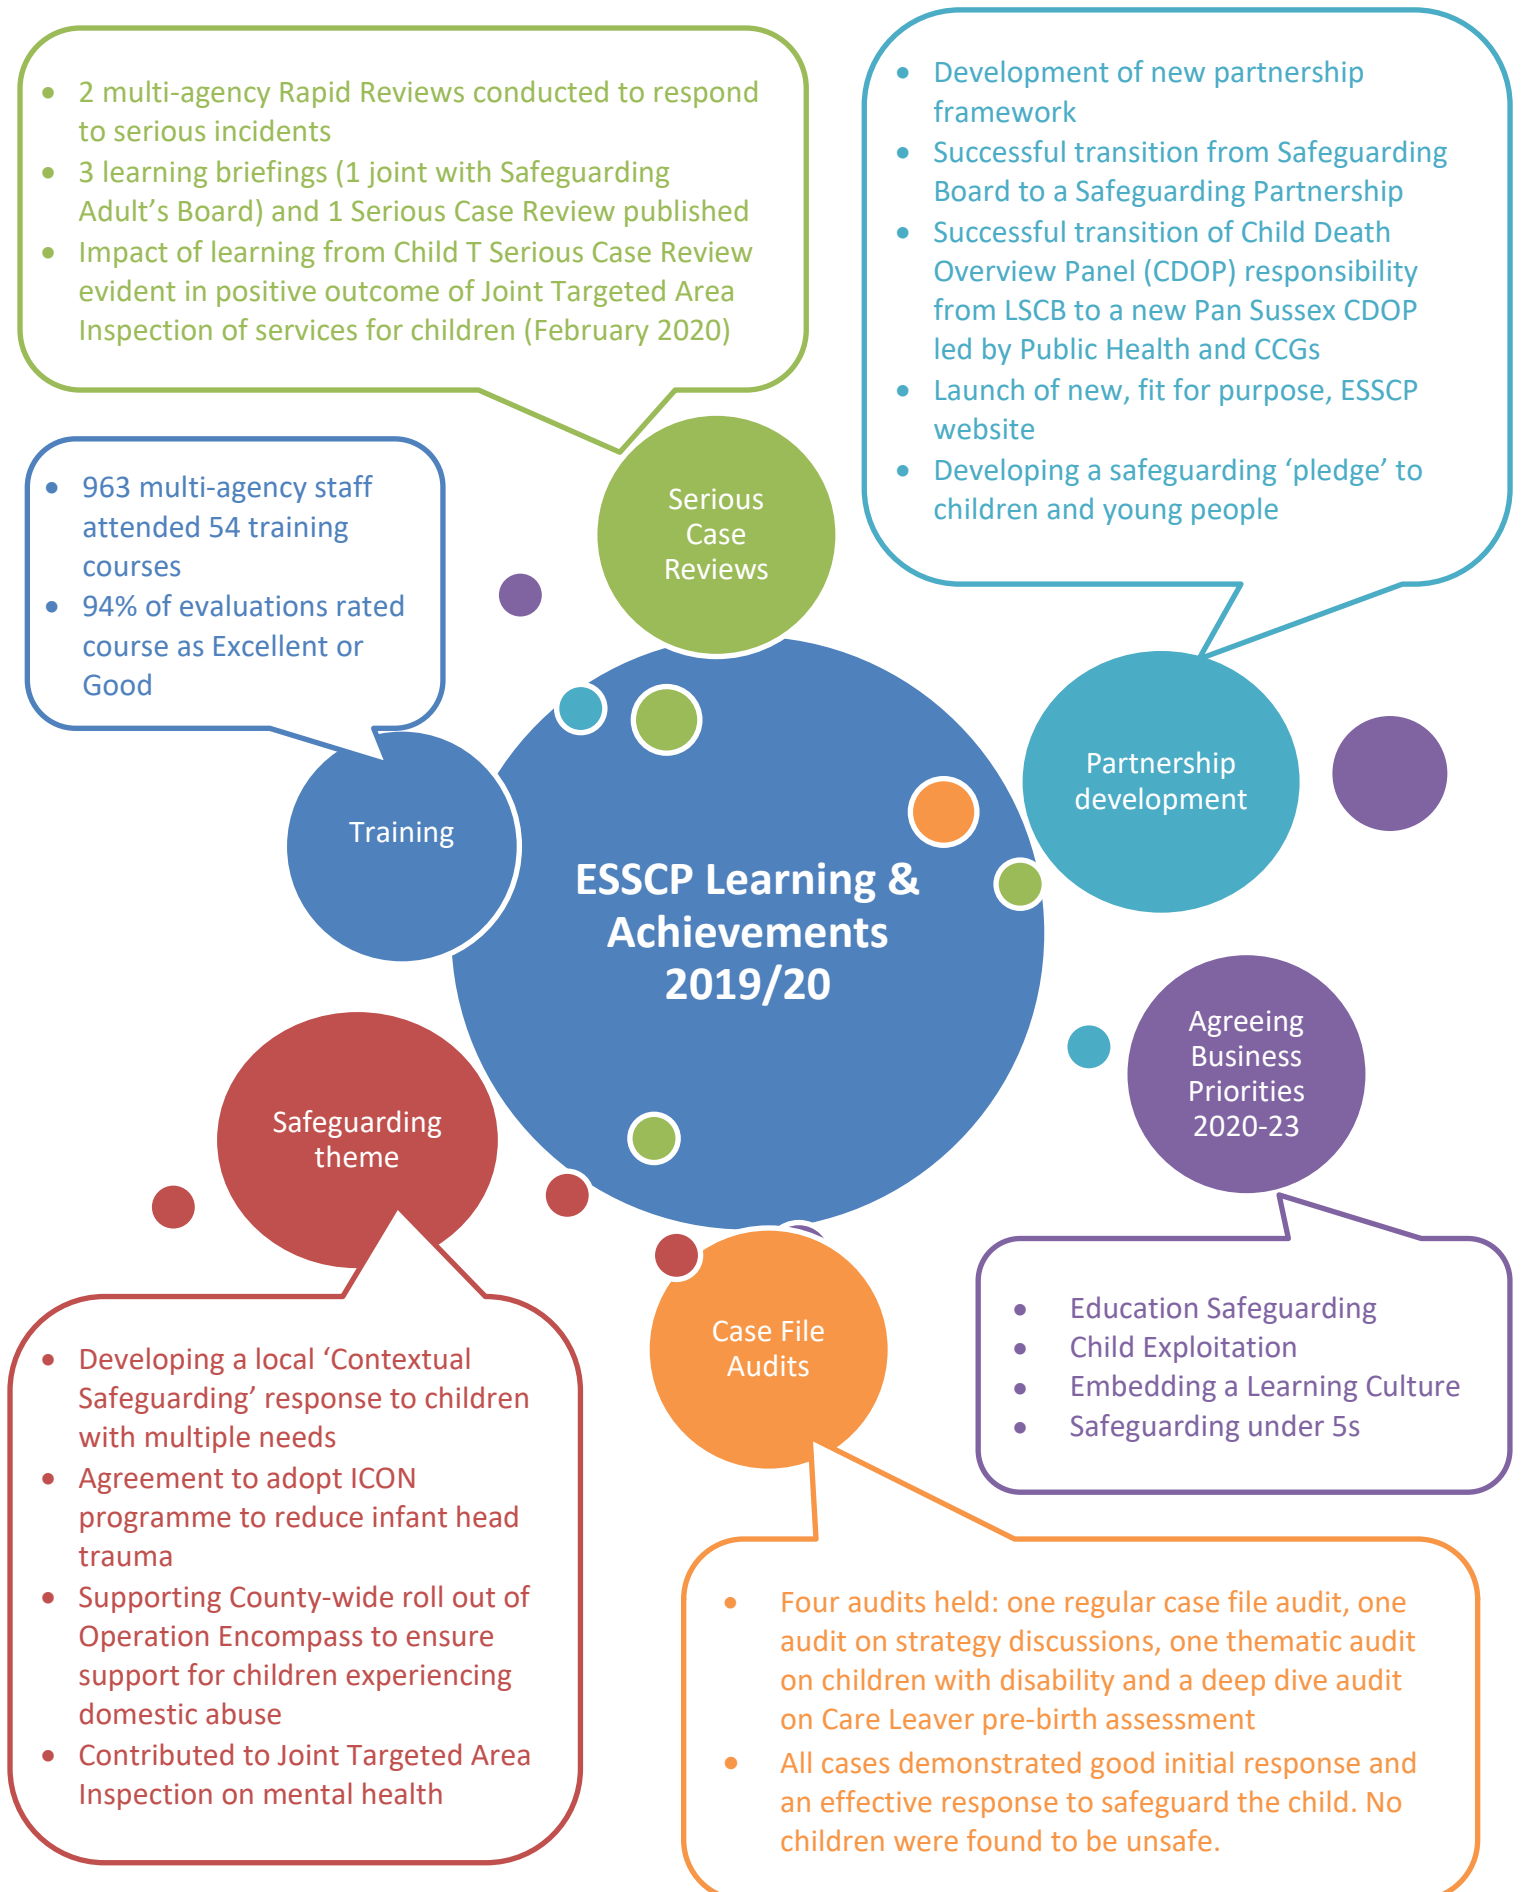 • 2 multi-agency Rapid Reviews conducted to respond
to serious incidents
• 3 learning briefings (1 joint with Safeguarding
Adult’s Board) and 1 Serious Case Review published
• Impact of learning from Child T Serious Case Review
evident in positive outcome of Joint Targeted Area
Inspection of services for children (February 2020)
• Development of new partnership
framework
• Successful transition from Safeguarding
Board to a Safeguarding Partnership
• Successful transition of Child Death
Overview Panel (CDOP) responsibility
from LSCB to a new Pan Sussex CDOP
led by Public Health and CCGs
• Launch of new, fit for purpose, ESSCP
website
• Developing a safeguarding ‘pledge’ to
children and young people
• 963 multi-agency staff
attended 54 training
courses
• 94% of evaluations rated
course as Excellent or
Good
Serious
Case
Reviews
Partnership
development
Training
ESSCP Learning &
Achievements
2019/20
Agreeing
Business
Priorities
2020-23
Safeguarding
theme
Case File
Audits
• Education Safeguarding
• Child Exploitation
• Embedding a Learning Culture
• Safeguarding under 5s
• Developing a local ‘Contextual
Safeguarding’ response to children
with multiple needs
• Agreement to adopt ICON
programme to reduce infant head
trauma
• Supporting County-wide roll out of
Operation Encompass to ensure
support for children experiencing
domestic abuse
• Contributed to Joint Targeted Area
Inspection on mental health
• Four audits held: one regular case file audit, one
audit on strategy discussions, one thematic audit
on children with disability and a deep dive audit
on Care Leaver pre-birth assessment
• All cases demonstrated good initial response and
an effective response to safeguard the child. No
children were found to be unsafe.